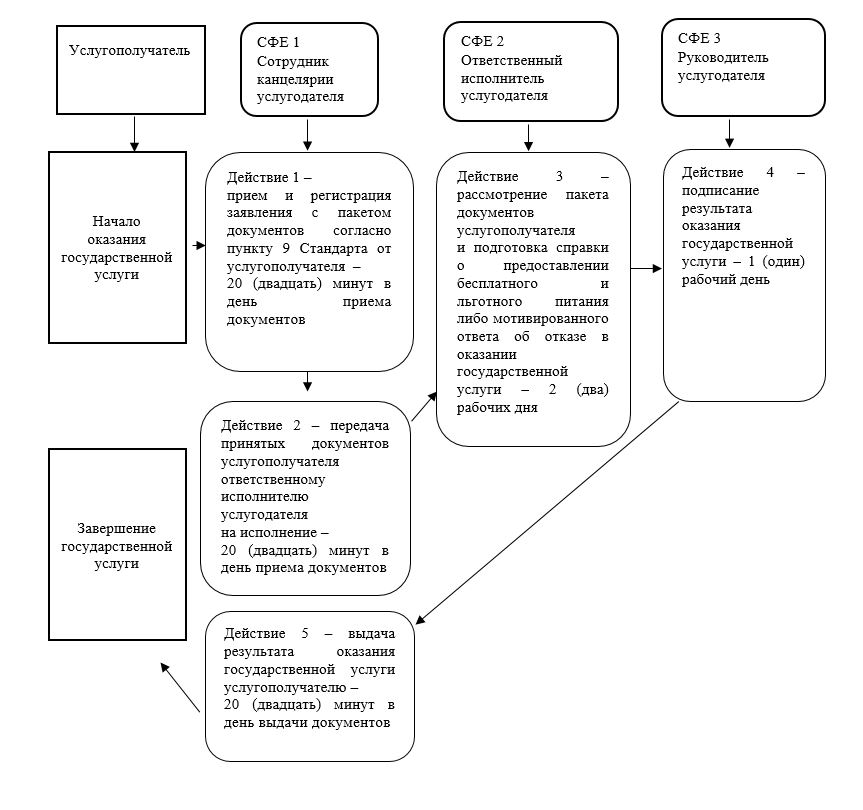 Услугополучатель
СФЕ 1
Сотрудник
канцелярии
услугодателя
СФЕ 2
Ответственный
исполнитель
услугодателя
СФЕ 3
Руководитель
услугодателя
Начало
оказания
государственной
услуги
Действие 1 –
прием и регистрация
заявления с пакетом
документов согласно
пункту 9 Стандарта от
услугополучателя –
20 (двадцать) минут в
день приема
документов
Действие 3 –
рассмотрение пакета
документов
услугополучателя
и подготовка справки
о предоставлении
бесплатного и
льготного питания
либо мотивированного
ответа об отказе в
оказании
государственной
услуги – 2 (два)
рабочих дня
Действие 4 –
подписание
результата
оказания
государственной
услуги – 1 (один)
рабочий день
Действие 2 – передача
принятых документов
услугополучателя
ответственному
исполнителю
услугодателя
на исполнение –
20 (двадцать) минут в
день приема документов
Завершение
государственной
услуги
Действие 5 – выдача
результата оказания
государственной услуги
услугополучателю –
20 (двадцать) минут в
день выдачи документов